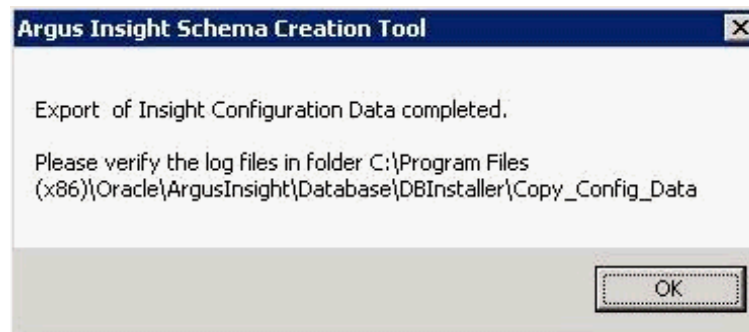 Argus Insight Schema Creation Tool
Export of Insight Configuration Data completed.
Please verify the log files in folder C:\Program Files
(x86)\Oracle\ArgusInsight\Database\DBInstaller\Copy_Config_Data
OK